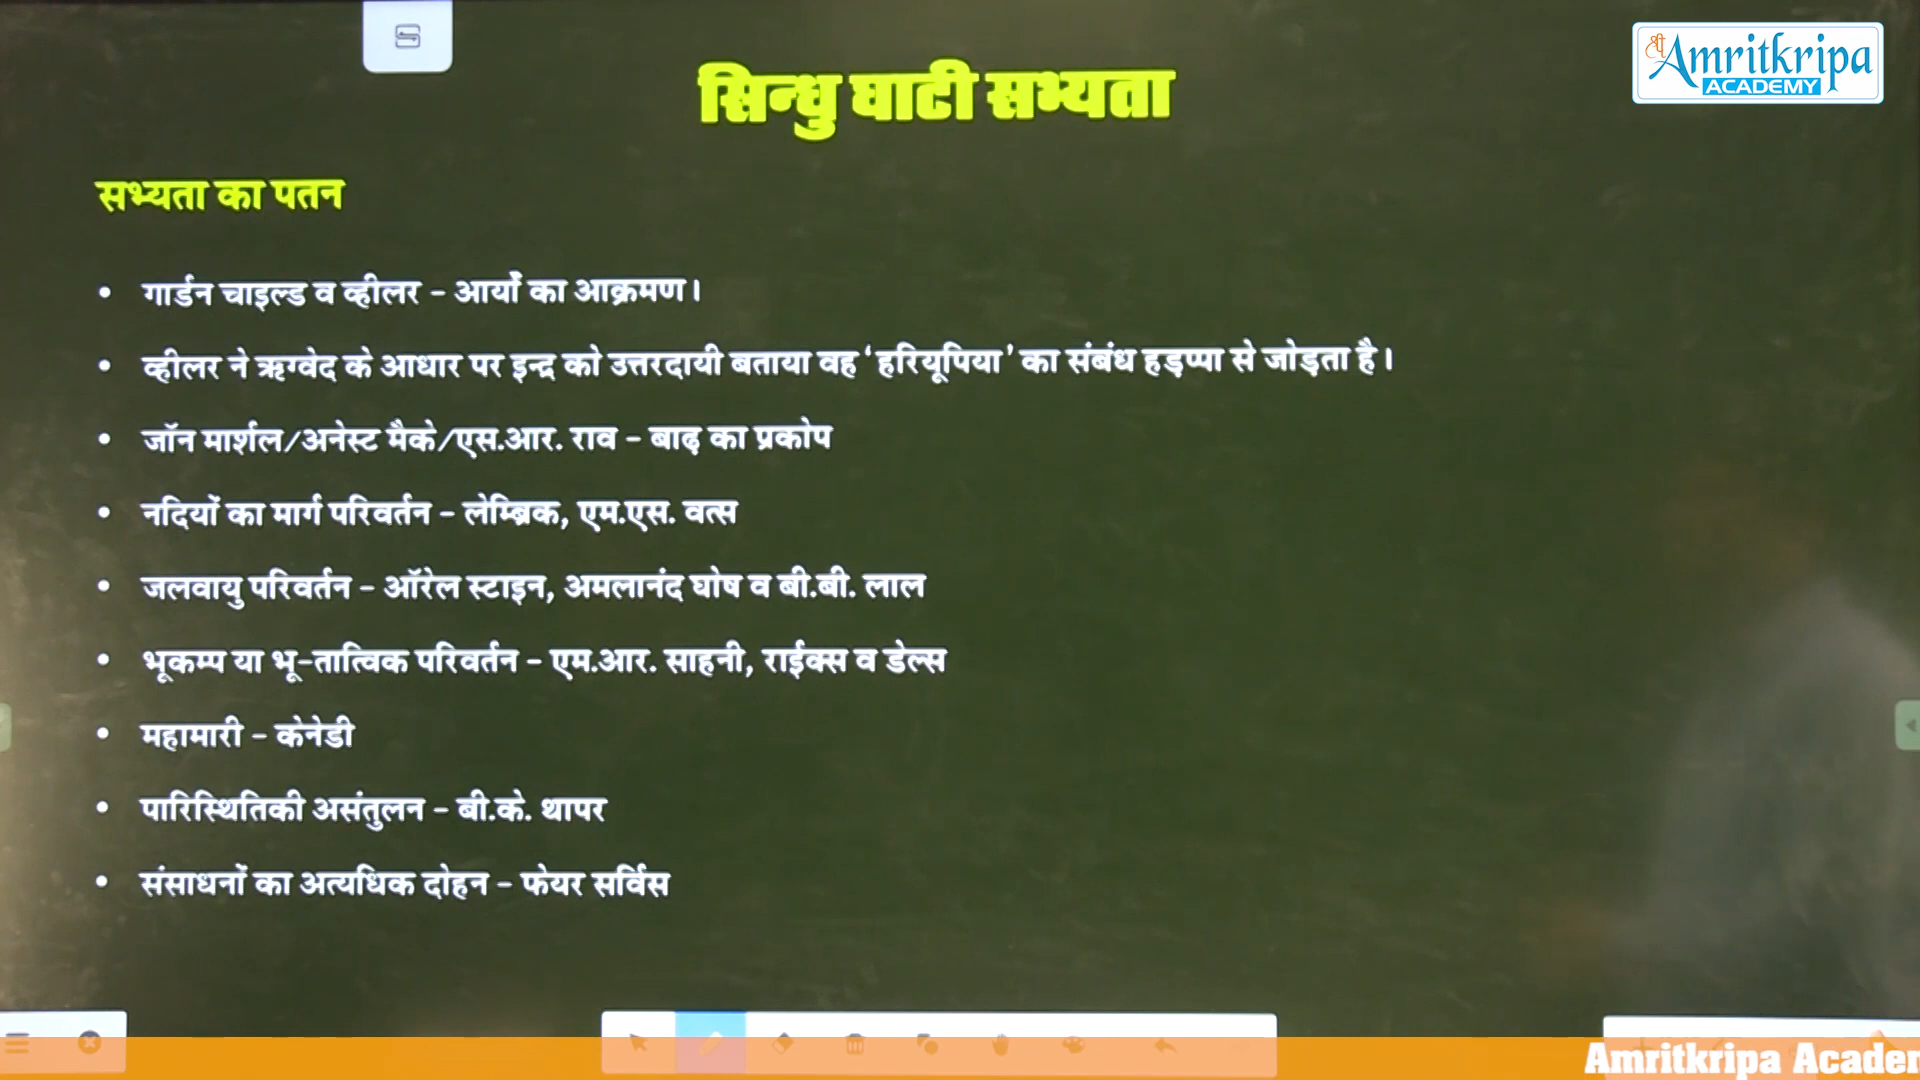 श्री Amritkripa
ACADEMY
सिन्धु घाटी सभ्यता
सभ्यता का पतन
• गार्डन चाइल्ड व व्हीलर – आर्यों का आक्रमण।
• व्हीलर ने ऋग्वेद के आधार पर इन्द्र को उत्तरदायी बताया वह ‘हरियूपिया’ का संबंध हड़प्पा से जोड़ता है।
• जॉन मार्शल/अनेस्ट मैके/एस.आर. राव – बाढ़ का प्रकोप
• नदियों का मार्ग परिवर्तन – लेम्ब्रिक, एम.एस. वत्स
• जलवायु परिवर्तन – ऑरेल स्टाइन, अमलानंद घोष व बी.बी. लाल
• भूकम्प या भू-तात्विक परिवर्तन – एम.आर. साहनी, राईक्स व डेल्स
• महामारी – केनेडी
• पारिस्थितिकी असंतुलन – बी.के. थापर
• संसाधनों का अत्यधिक दोहन – फेयर सर्विस
Amritkripa Acader